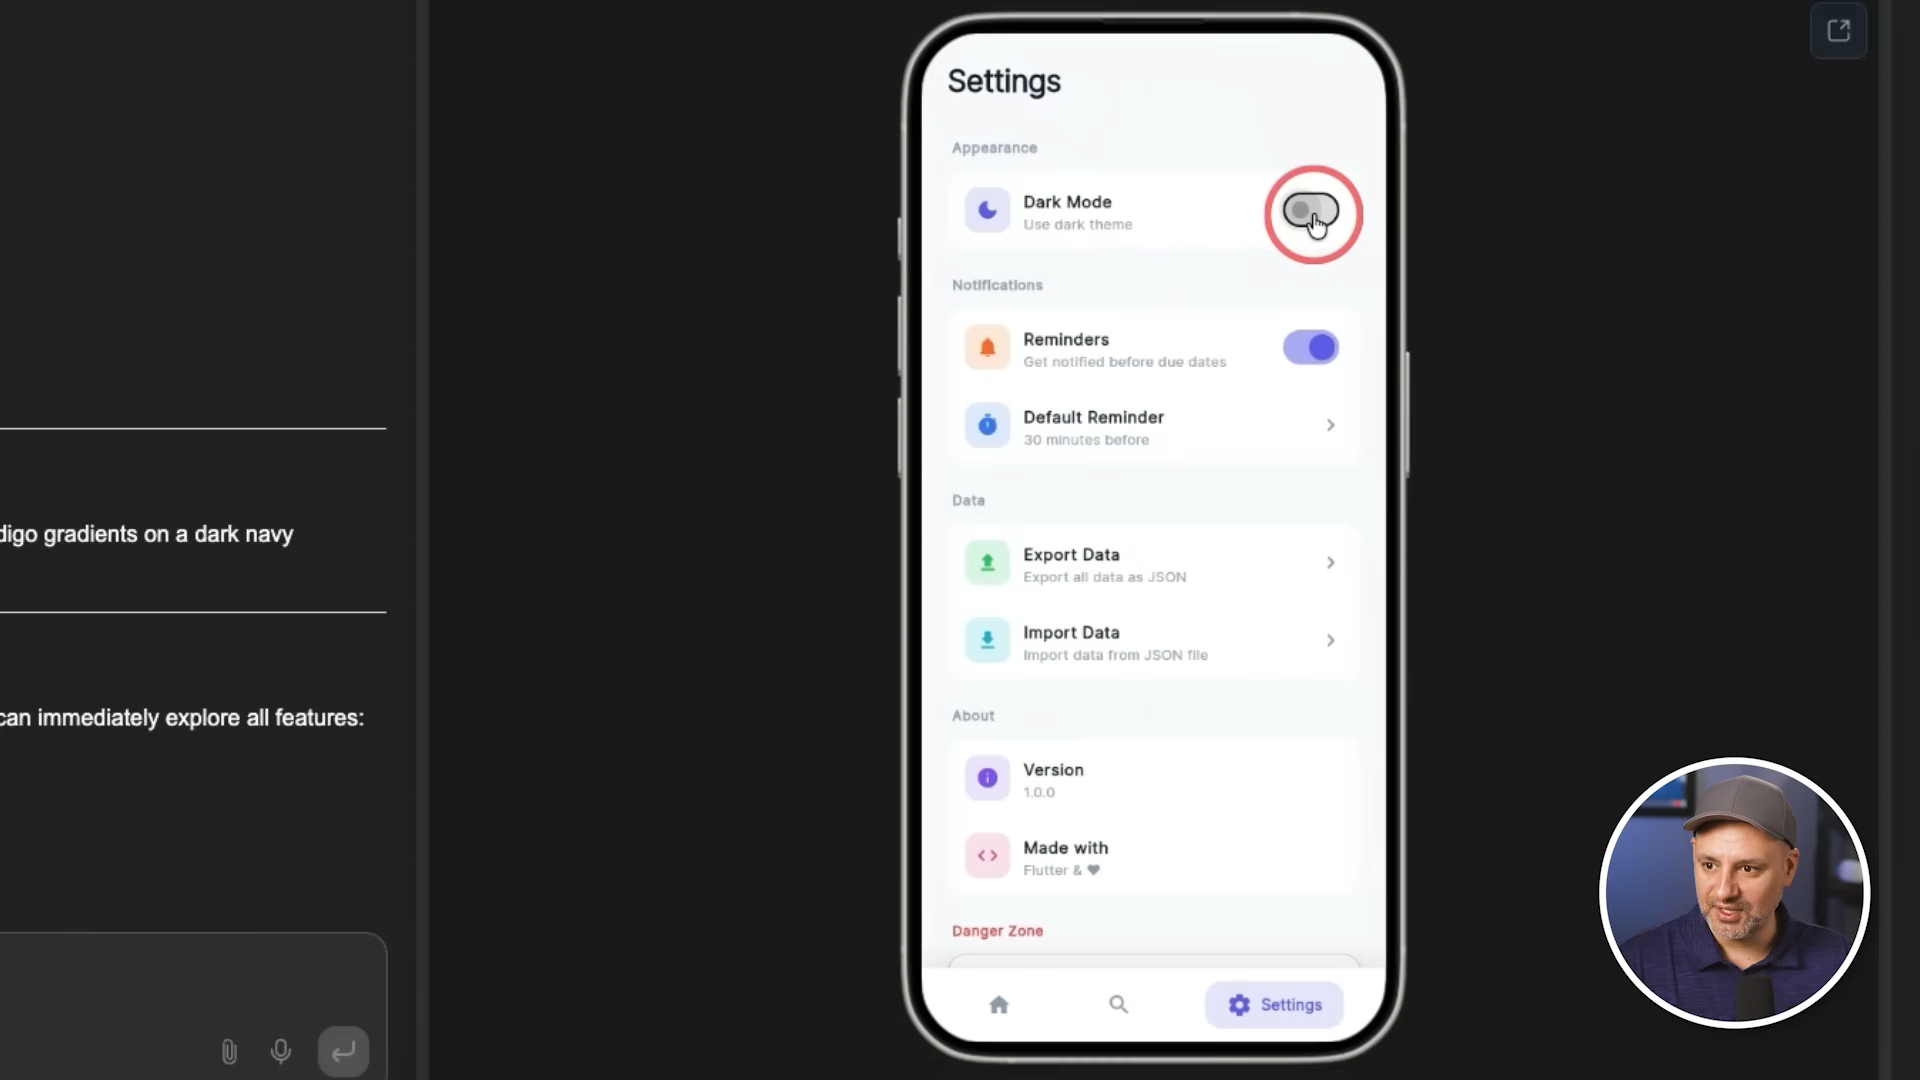 digo gradients on a dark navy
can immediately explore all features:
Settings
Appearance
Dark Mode
Use dark theme
Notifications
Reminders
Get notified before due dates
Default Reminder
30 minutes before
Data
Export Data
Export all data as JSON
Import Data
Import data from JSON file
About
Version
1.0.0
Made with
Flutter & ♥
Danger Zone
Settings